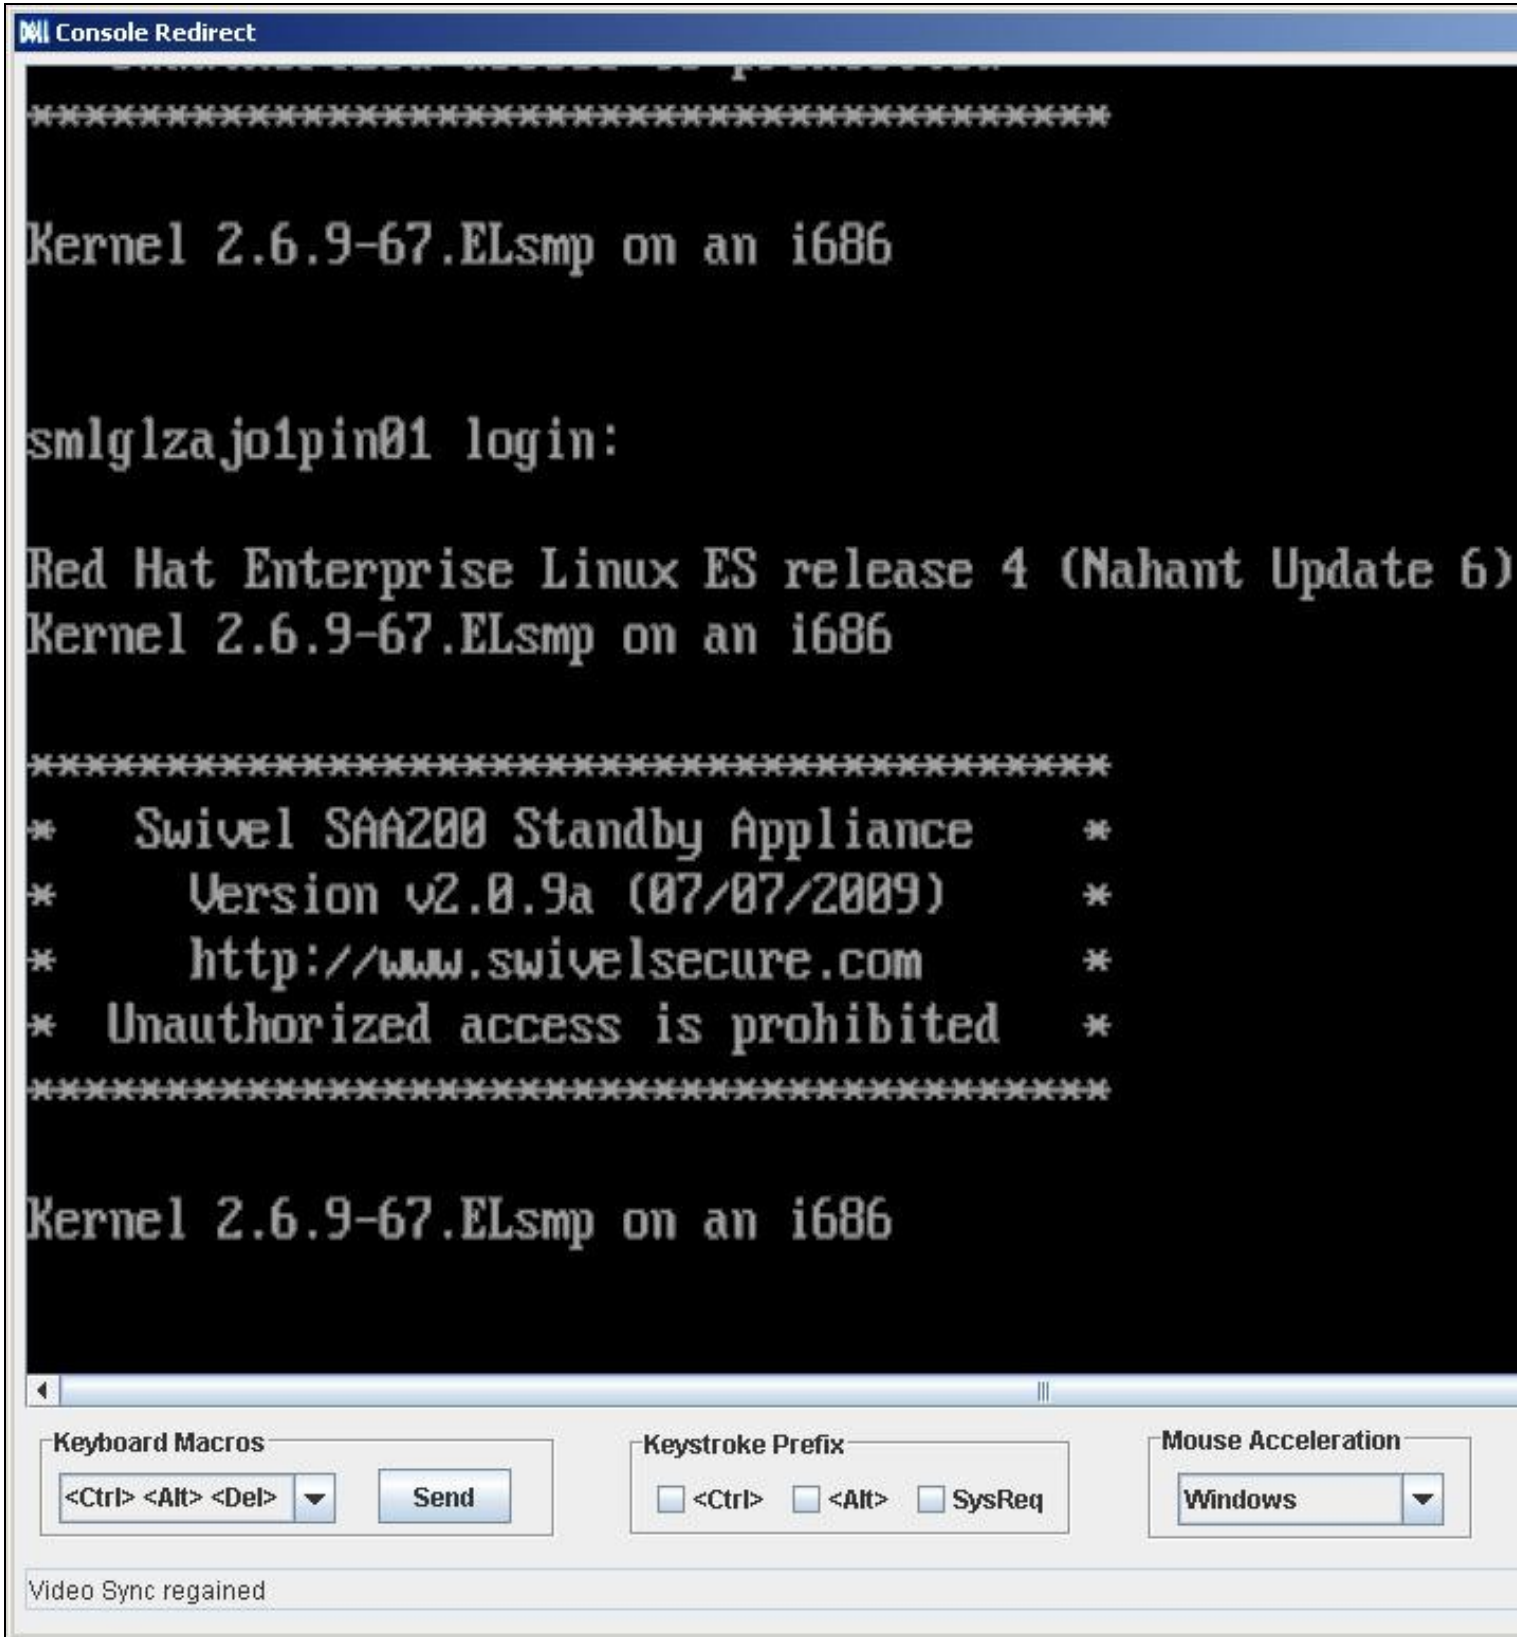 DELL Console Redirect
****************************************
Kernel 2.6.9-67.ELsmp on an i686
smlglzajo1pin01 login:
Red Hat Enterprise Linux ES release 4 (Nahant Update 6)
Kernel 2.6.9-67.ELsmp on an i686
****************************************
*   Swivel SAA200 Standby Appliance    *
*     Version v2.0.9a (07/07/2009)     *
*     http://www.swivelsecure.com      *
*  Unauthorized access is prohibited   *
****************************************
Kernel 2.6.9-67.ELsmp on an i686
Keyboard Macros Keystroke Prefix Mouse Acceleration
<Ctrl> <Alt> <Del> Send <Ctrl> <Alt> SysReq Windows
Video Sync regained